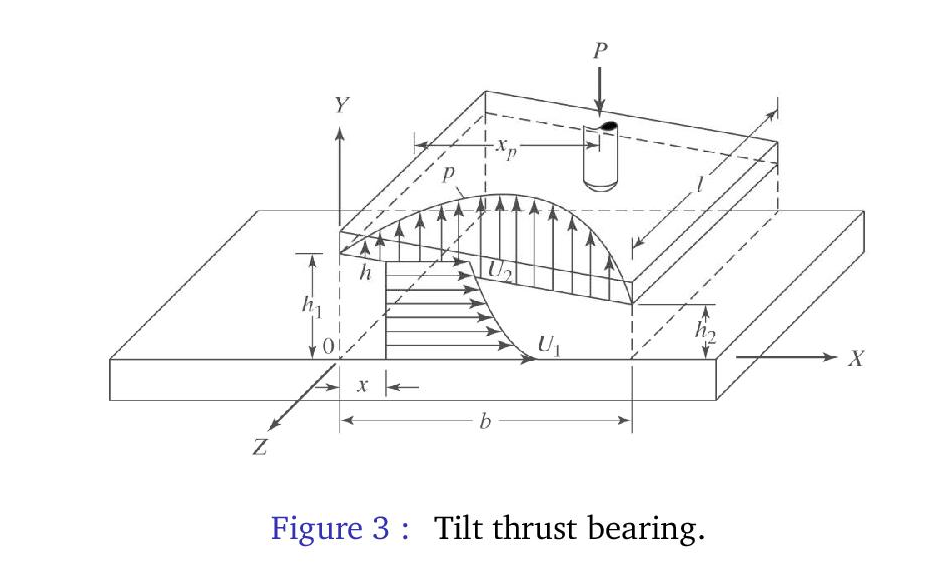 P
Y
x_p
l
p
h
U_2
h_1
h_2
0
U_1
X
x
b
Z
Figure 3 : Tilt thrust bearing.